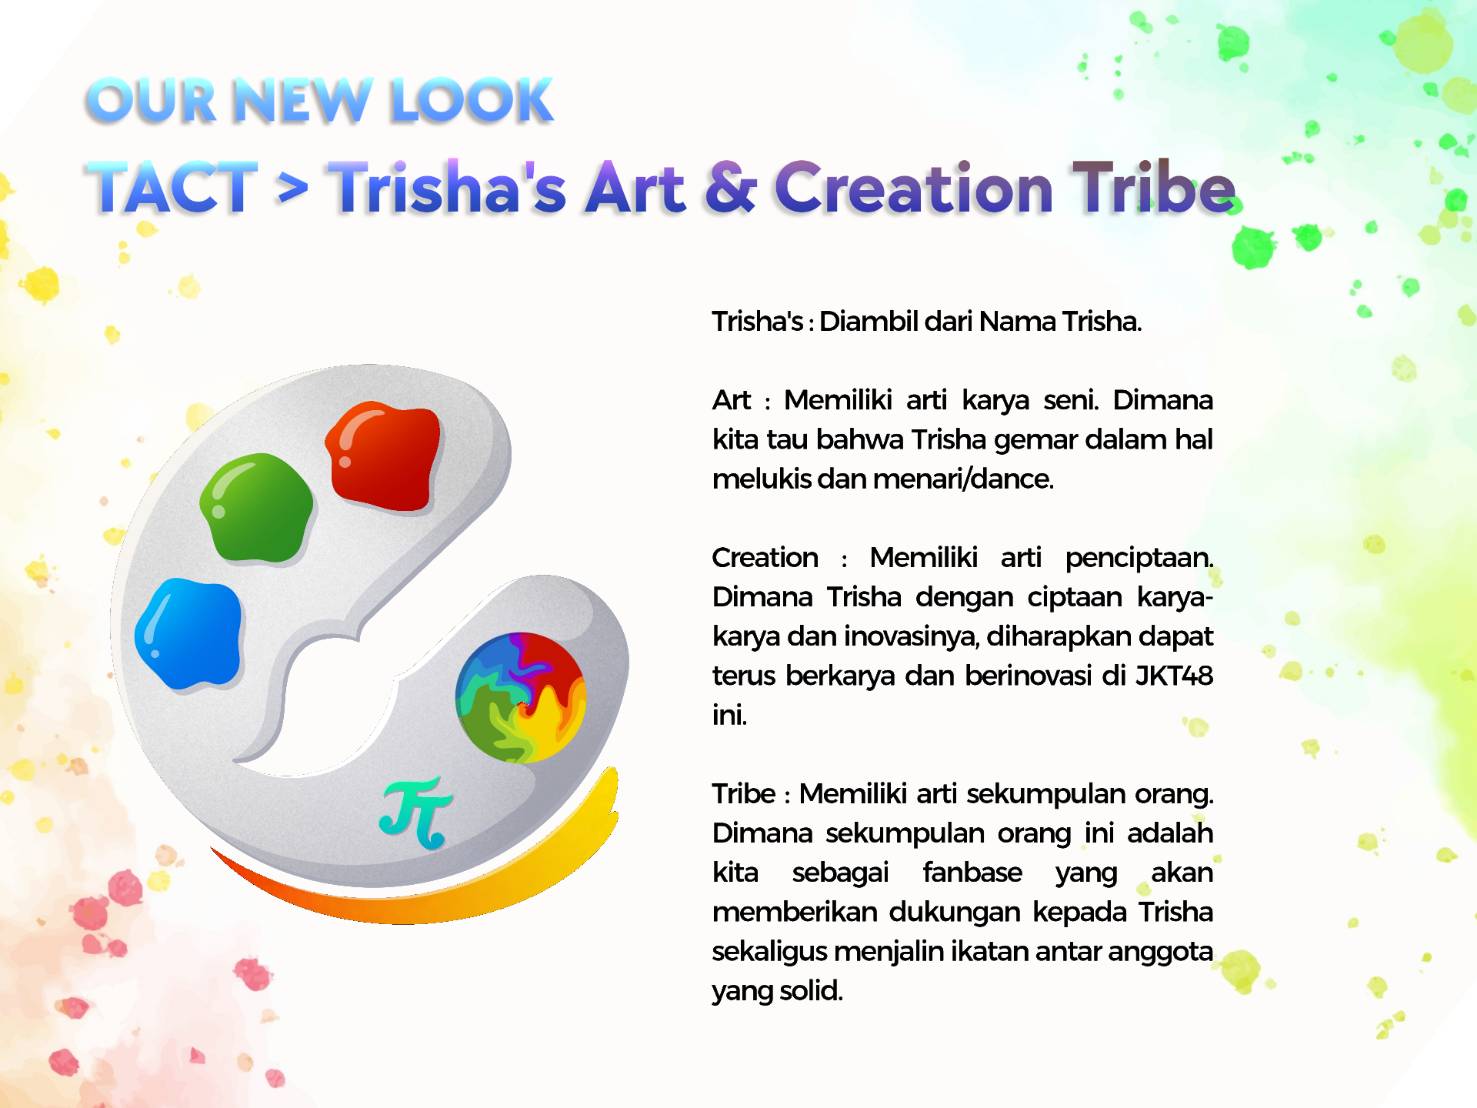 OUR NEW LOOK
TACT > Trisha's Art & Creation Tribe
Trisha's : Diambil dari Nama Trisha.
Art : Memiliki arti karya seni. Dimana
kita tau bahwa Trisha gemar dalam hal
melukis dan menari/dance.
Creation : Memiliki arti penciptaan.
Dimana Trisha dengan ciptaan karya-
karya dan inovasinya, diharapkan dapat
terus berkarya dan berinovasi di JKT48
ini.
Tribe : Memiliki arti sekumpulan orang.
Dimana sekumpulan orang ini adalah
kita sebagai fanbase yang akan
memberikan dukungan kepada Trisha
sekaligus menjalin ikatan antar anggota
yang solid.